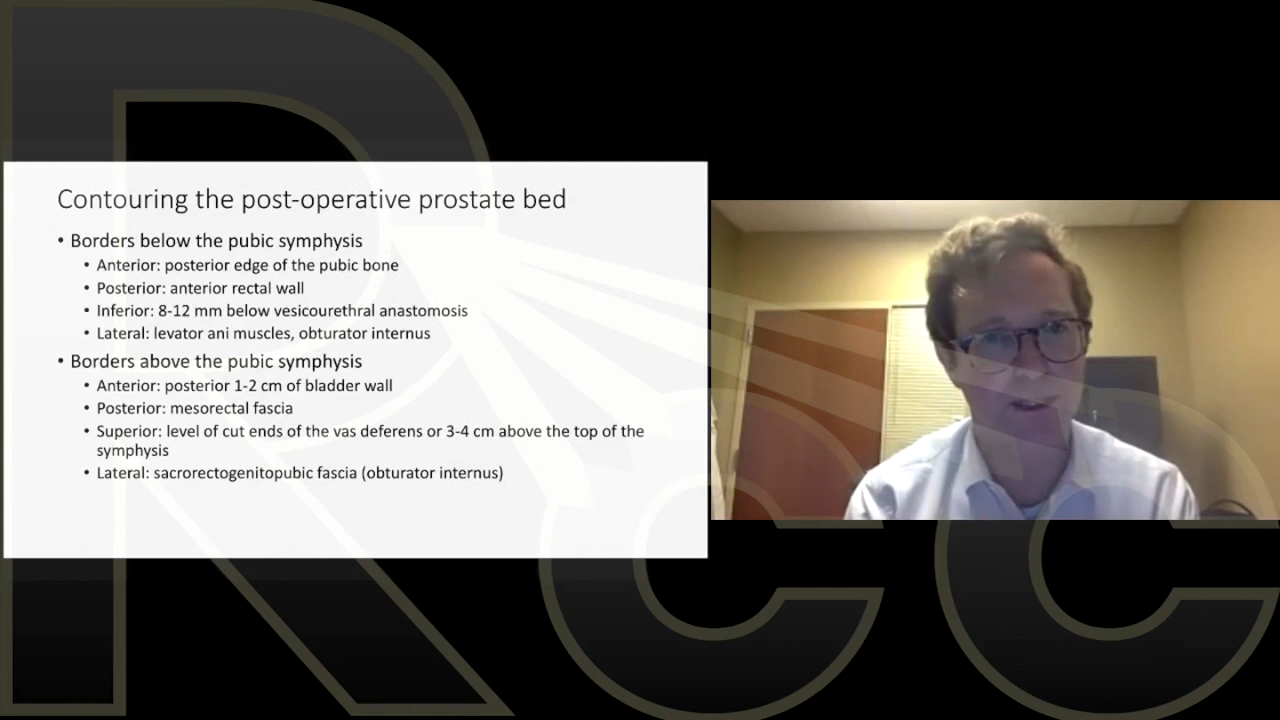 Contouring the post-operative prostate bed
• Borders below the pubic symphysis
• Anterior: posterior edge of the pubic bone
• Posterior: anterior rectal wall
• Inferior: 8-12 mm below vesicourethral anastomosis
• Lateral: levator ani muscles, obturator internus
• Borders above the pubic symphysis
• Anterior: posterior 1-2 cm of bladder wall
• Posterior: mesorectal fascia
• Superior: level of cut ends of the vas deferens or 3-4 cm above the top of the
symphysis
• Lateral: sacrorectogenitopubic fascia (obturator internus)
Rcc